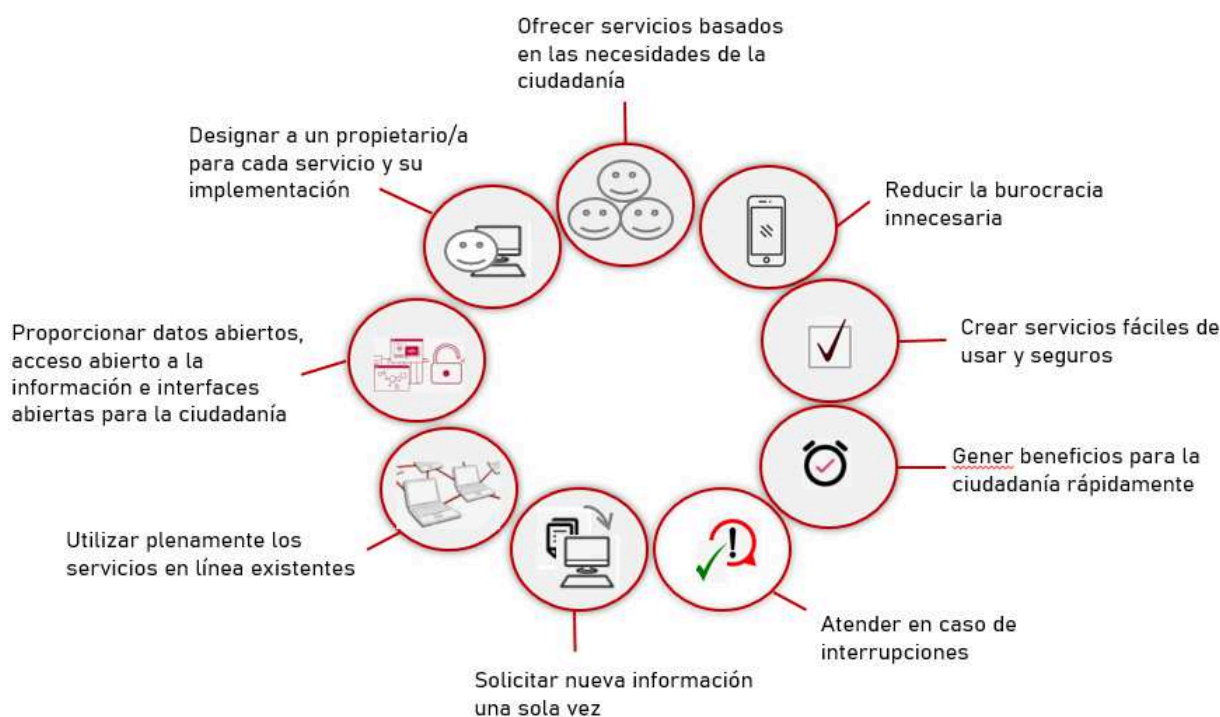 Ofrecer servicios basados
en las necesidades de la
ciudadanía
Reducir la burocracia
innecesaria
Crear servicios fáciles de
usar y seguros
Gener beneficios para la
ciudadanía rápidamente
Atender en caso de
interrupciones
Solicitar nueva información
una sola vez
Utilizar plenamente los
servicios en línea existentes
Proporcionar datos abiertos,
acceso abierto a la
información e interfaces
abiertas para la ciudadanía
Designar a un propietario/a
para cada servicio y su
implementación